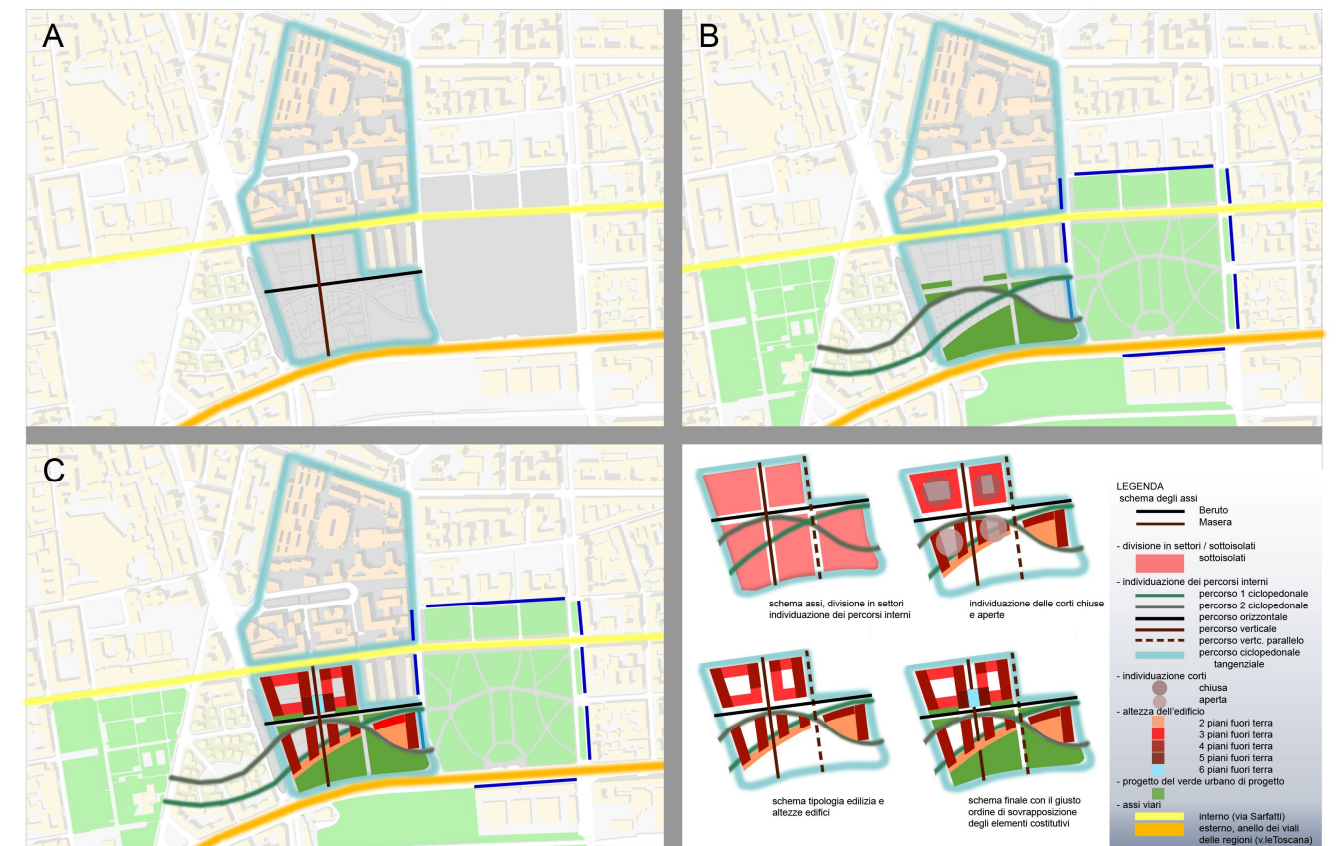 A
B
C
schema assi, divisione in settori
individuazione dei percorsi interni
individuazione delle corti chiuse
e aperte
schema tipologia edilizia e
altezze edifici
schema finale con il giusto
ordine di sovrapposizione
degli elementi costitutivi
LEGENDA
schema degli assi
Beruto
Masera
- divisione in settori / sottoisolati
sottoisolati
- individuazione dei percorsi interni
percorso 1 ciclopedonale
percorso 2 ciclopedonale
percorso orizzontale
percorso verticale
percorso vertic. parallelo
percorso ciclopedonale
tangenziale
- individuazione corti
chiusa
aperta
- altezza dell'edificio
2 piani fuori terra
3 piani fuori terra
4 piani fuori terra
5 piani fuori terra
6 piani fuori terra
- progetto del verde urbano di progetto
- assi viari
interno (via Sarfatti)
esterno, anello dei viali
delle regioni (v.leToscana)